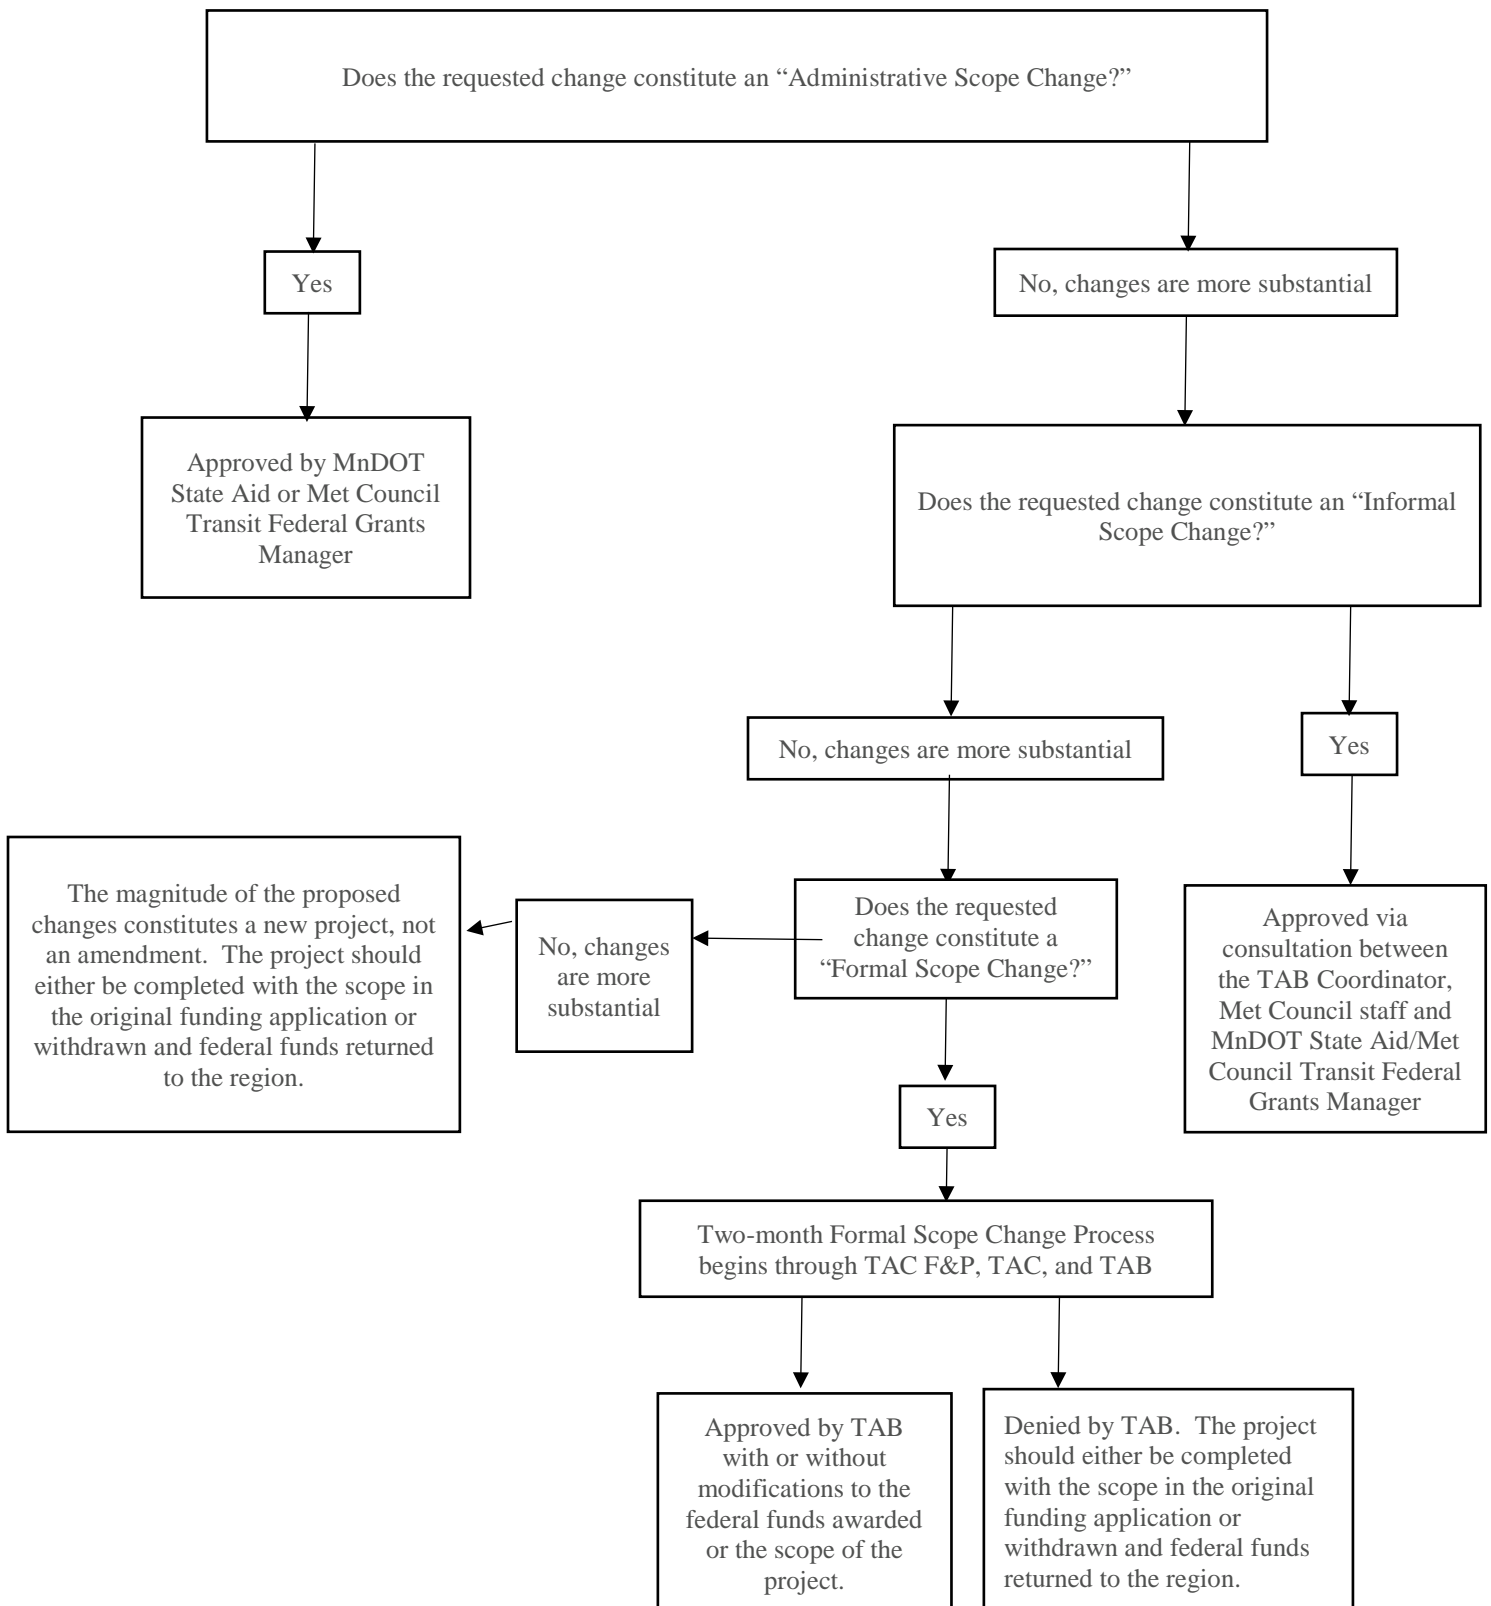 Does the requested change constitute an “Administrative Scope Change?”
Yes
No, changes are more substantial
Approved by MnDOT
State Aid or Met Council
Transit Federal Grants
Manager
Does the requested change constitute an “Informal
Scope Change?”
No, changes are more substantial
Yes
The magnitude of the proposed
changes constitutes a new project, not
an amendment.  The project should
either be completed with the scope in
the original funding application or
withdrawn and federal funds returned
to the region.
No, changes
are more
substantial
Does the requested
change constitute a
“Formal Scope Change?”
Approved via
consultation between
the TAB Coordinator,
Met Council staff and
MnDOT State Aid/Met
Council Transit Federal
Grants Manager
Yes
Two-month Formal Scope Change Process
begins through TAC F&P, TAC, and TAB
Approved by TAB
with or without
modifications to the
federal funds awarded
or the scope of the
project.
Denied by TAB.  The project
should either be completed
with the scope in the original
funding application or
withdrawn and federal funds
returned to the region.